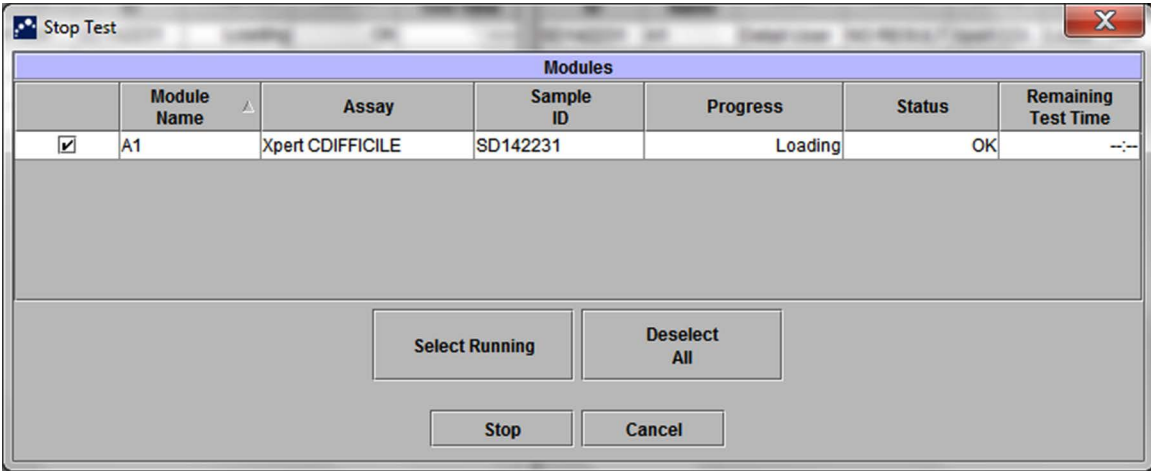 Stop Test
Modules
Module Name Assay Sample ID Progress Status Remaining Test Time
A1 Xpert CDIFFICILE SD142231 Loading OK --:--
Select Running
Deselect All
Stop Cancel